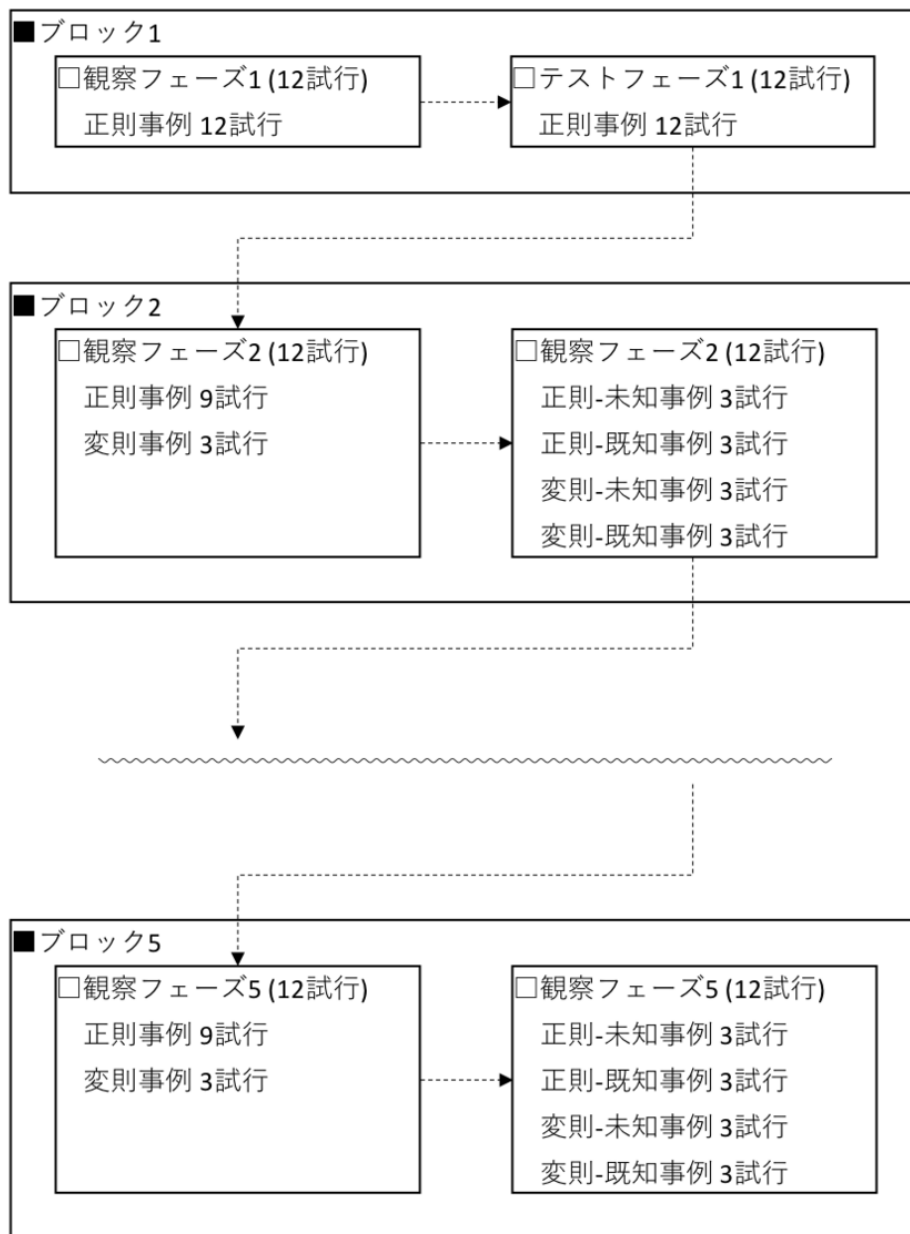 ■ブロック1
□観察フェーズ1 (12試行)
正則事例 12試行
□テストフェーズ1 (12試行)
正則事例 12試行
■ブロック2
□観察フェーズ2 (12試行)
正則事例 9試行
変則事例 3試行
□観察フェーズ2 (12試行)
正則-未知事例 3試行
正則-既知事例 3試行
変則-未知事例 3試行
変則-既知事例 3試行
■ブロック5
□観察フェーズ5 (12試行)
正則事例 9試行
変則事例 3試行
□観察フェーズ5 (12試行)
正則-未知事例 3試行
正則-既知事例 3試行
変則-未知事例 3試行
変則-既知事例 3試行